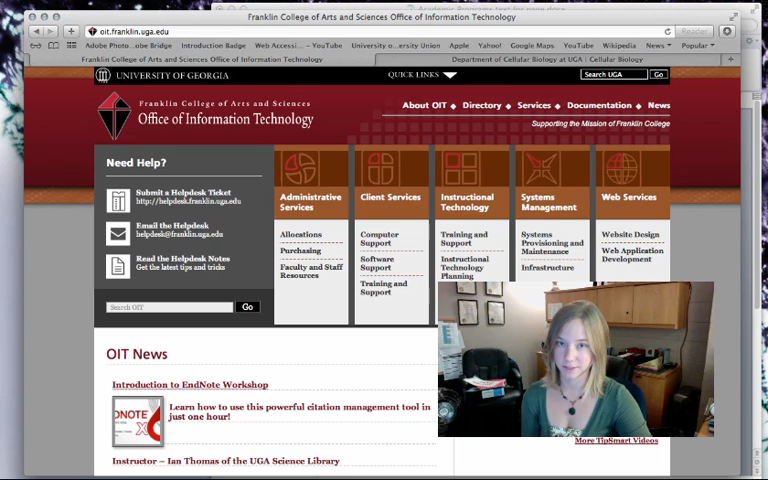 Academic Programs text for page.docx
Franklin College of Arts and Sciences Office of Information Technology
oit.franklin.uga.edu
Reader
Adobe Photo...obe Bridge
Introduction Badge
Web Accessi... – YouTube
University o...ersity Union
Apple
Yahoo!
Google Maps
YouTube
Wikipedia
News
Popular
Franklin College of Arts and Sciences Office of Information Technology
Department of Cellular Biology at UGA | Cellular Biology
UNIVERSITY OF GEORGIA
QUICK LINKS
Search UGA
Go
Franklin College of Arts and Sciences
Office of Information Technology
About OIT ◆ Directory ◆ Services ◆ Documentation ◆ News
Supporting the Mission of Franklin College
Need Help?
Submit a Helpdesk Ticket
http://helpdesk.franklin.uga.edu
Email the Helpdesk
helpdesk@franklin.uga.edu
Read the Helpdesk Notes
Get the latest tips and tricks
Search OIT
Go
Administrative
Services
Allocations
Purchasing
Faculty and Staff
Resources
Client Services
Computer
Support
Software
Support
Training and
Support
Instructional
Technology
Training and
Support
Instructional
Technology
Planning
Systems
Management
Systems
Provisioning and
Maintenance
Infrastructure
Web Services
Website Design
Web Application
Development
OIT News
Introduction to EndNote Workshop
DNOTE
X
Learn how to use this powerful citation management tool in
just one hour!
Instructor – Ian Thomas of the UGA Science Library
More TipSmart Videos